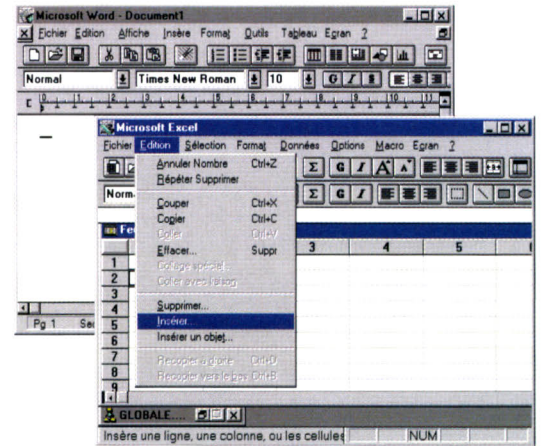 Microsoft Word - Document1
Fichier Edition Affiche Insère Format Outils Tableau Ecran ?
Normal Times New Roman 10 G I S
Microsoft Excel
Fichier Edition Sélection Format Données Options Macro Ecran ?
Annuler Nombre Ctrl+Z
Répéter Supprimer
Couper Ctrl+X
Copier Ctrl+C
Coller Ctrl+V
Effacer... Suppr
Collage spécial...
Coller avec liaison
Supprimer...
Insérer...
Insérer un objet...
Recopier à droite Ctrl+D
Recopier vers le bas Ctrl+B
Σ G I A A
Norm
Σ G I
3 4 5
1
2
3
4
5
6
7
8
9
Pg 1
GLOBALE....
Insère une ligne, une colonne, ou les cellules NUM